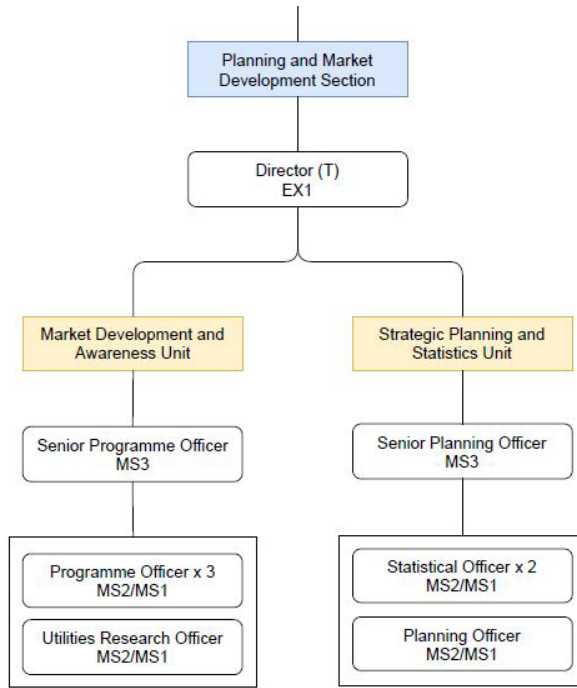 Planning and Market
Development Section
Director (T)
EX1
Market Development and
Awareness Unit
Strategic Planning and
Statistics Unit
Senior Programme Officer
MS3
Senior Planning Officer
MS3
Programme Officer x 3
MS2/MS1
Utilities Research Officer
MS2/MS1
Statistical Officer x 2
MS2/MS1
Planning Officer
MS2/MS1